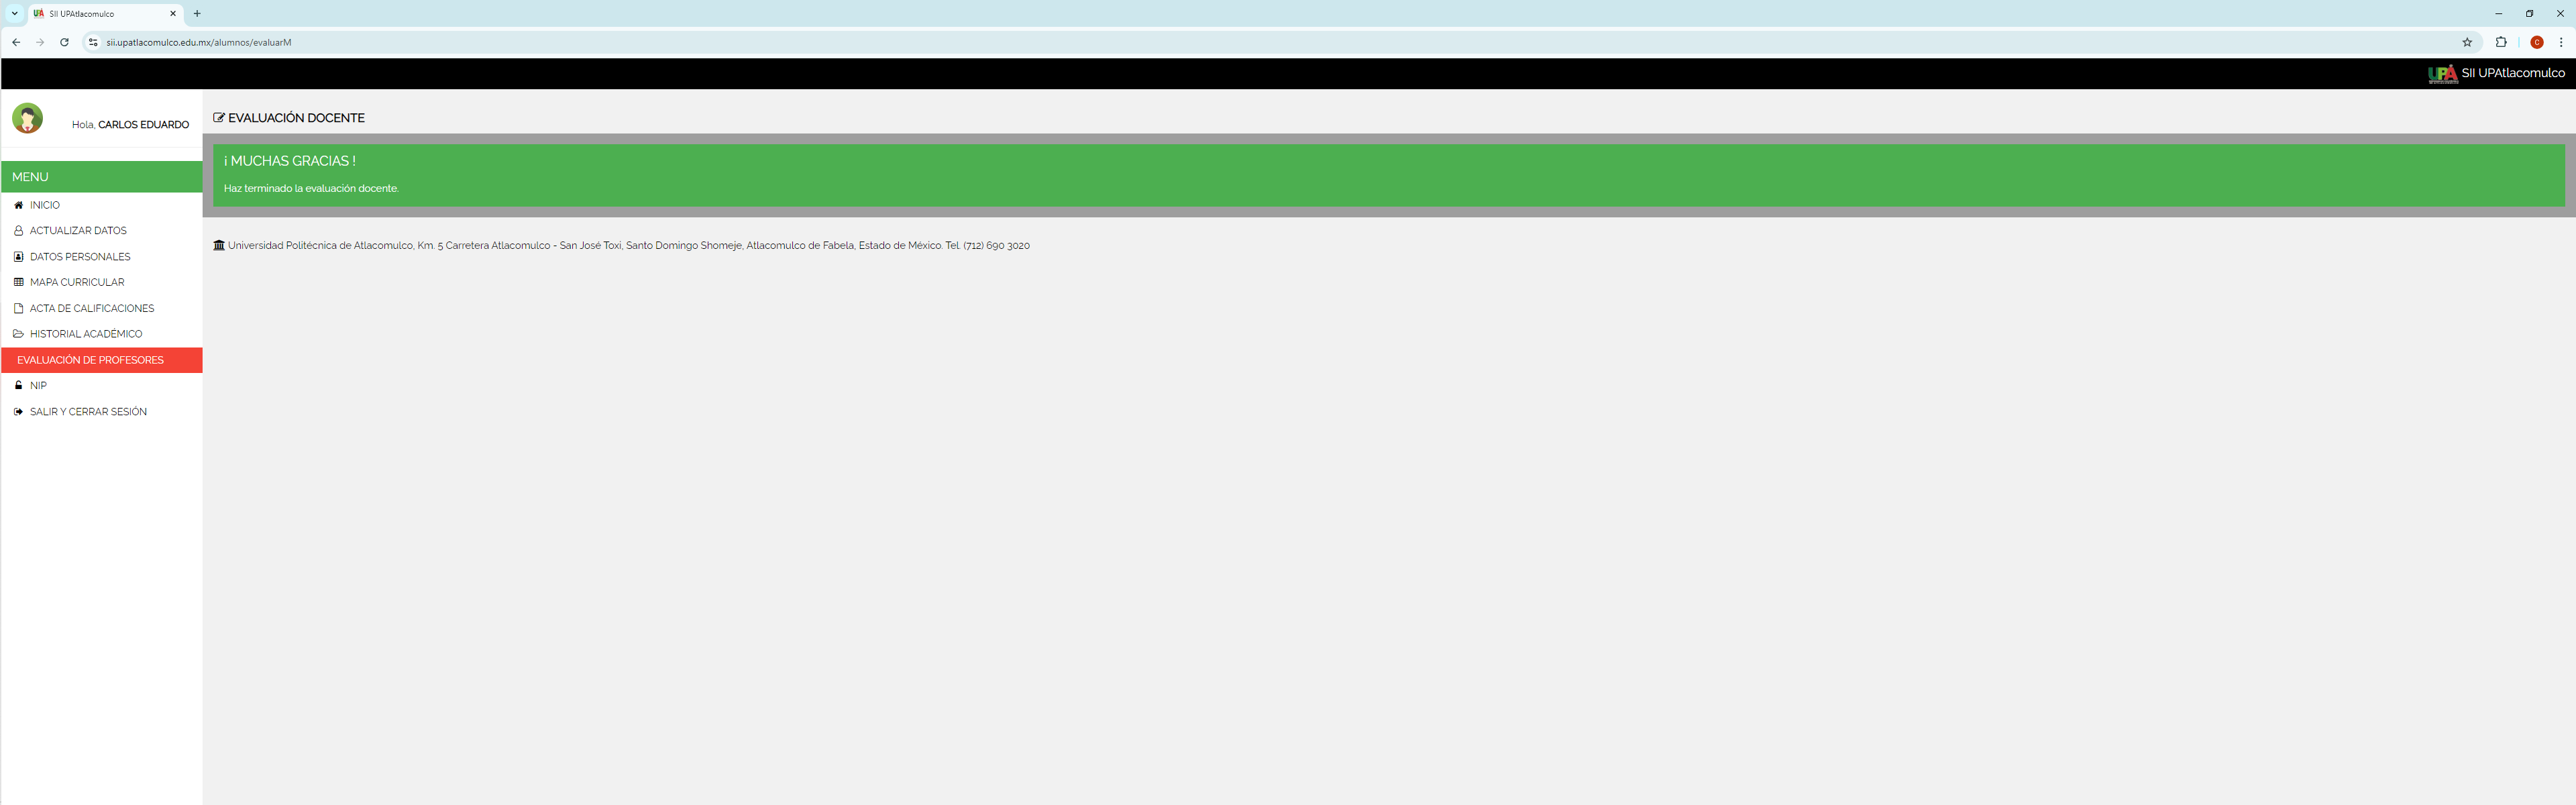 SII UPAtlacomulco
sii.upatlacomulco.edu.mx/alumnos/evaluarM
C
UPA SII UPAtlacomulco
Hola, CARLOS EDUARDO
MENU
INICIO
ACTUALIZAR DATOS
DATOS PERSONALES
MAPA CURRICULAR
ACTA DE CALIFICACIONES
HISTORIAL ACADÉMICO
EVALUACIÓN DE PROFESORES
NIP
SALIR Y CERRAR SESIÓN
EVALUACIÓN DOCENTE
¡ MUCHAS GRACIAS !
Haz terminado la evaluación docente.
Universidad Politécnica de Atlacomulco, Km. 5 Carretera Atlacomulco - San José Toxi, Santo Domingo Shomeje, Atlacomulco de Fabela, Estado de México. Tel. (712) 690 3020